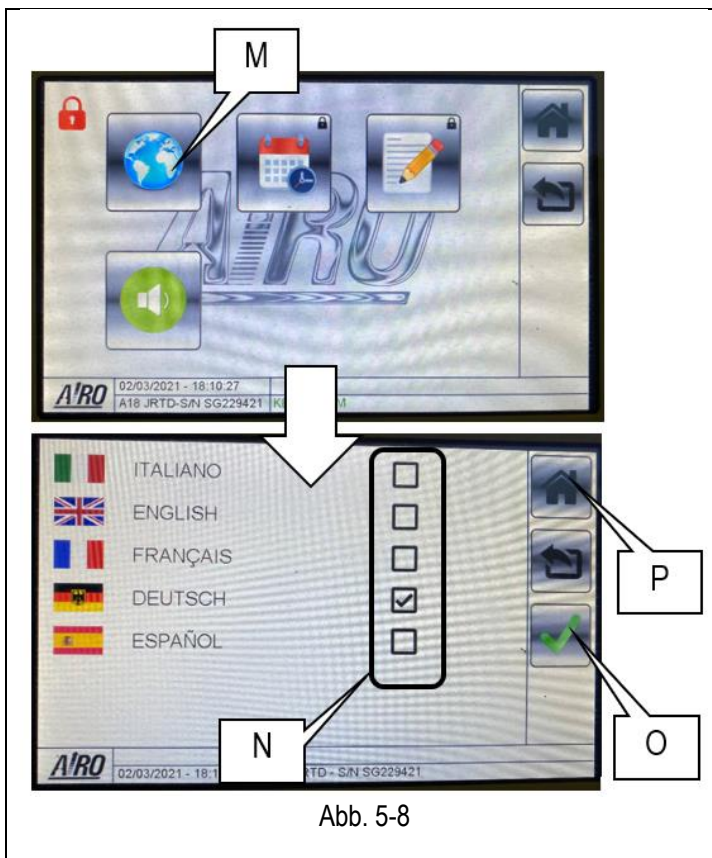 M
AIRO
A!RO
02/03/2021 - 18:10:27
A18 JRTD-S/N SG229421
M
ITALIANO
ENGLISH
FRANÇAIS
DEUTSCH
ESPAÑOL
P
N
O
A!RO
02/03/2021 - 18:1
RTD - S/N SG229421
Abb. 5-8